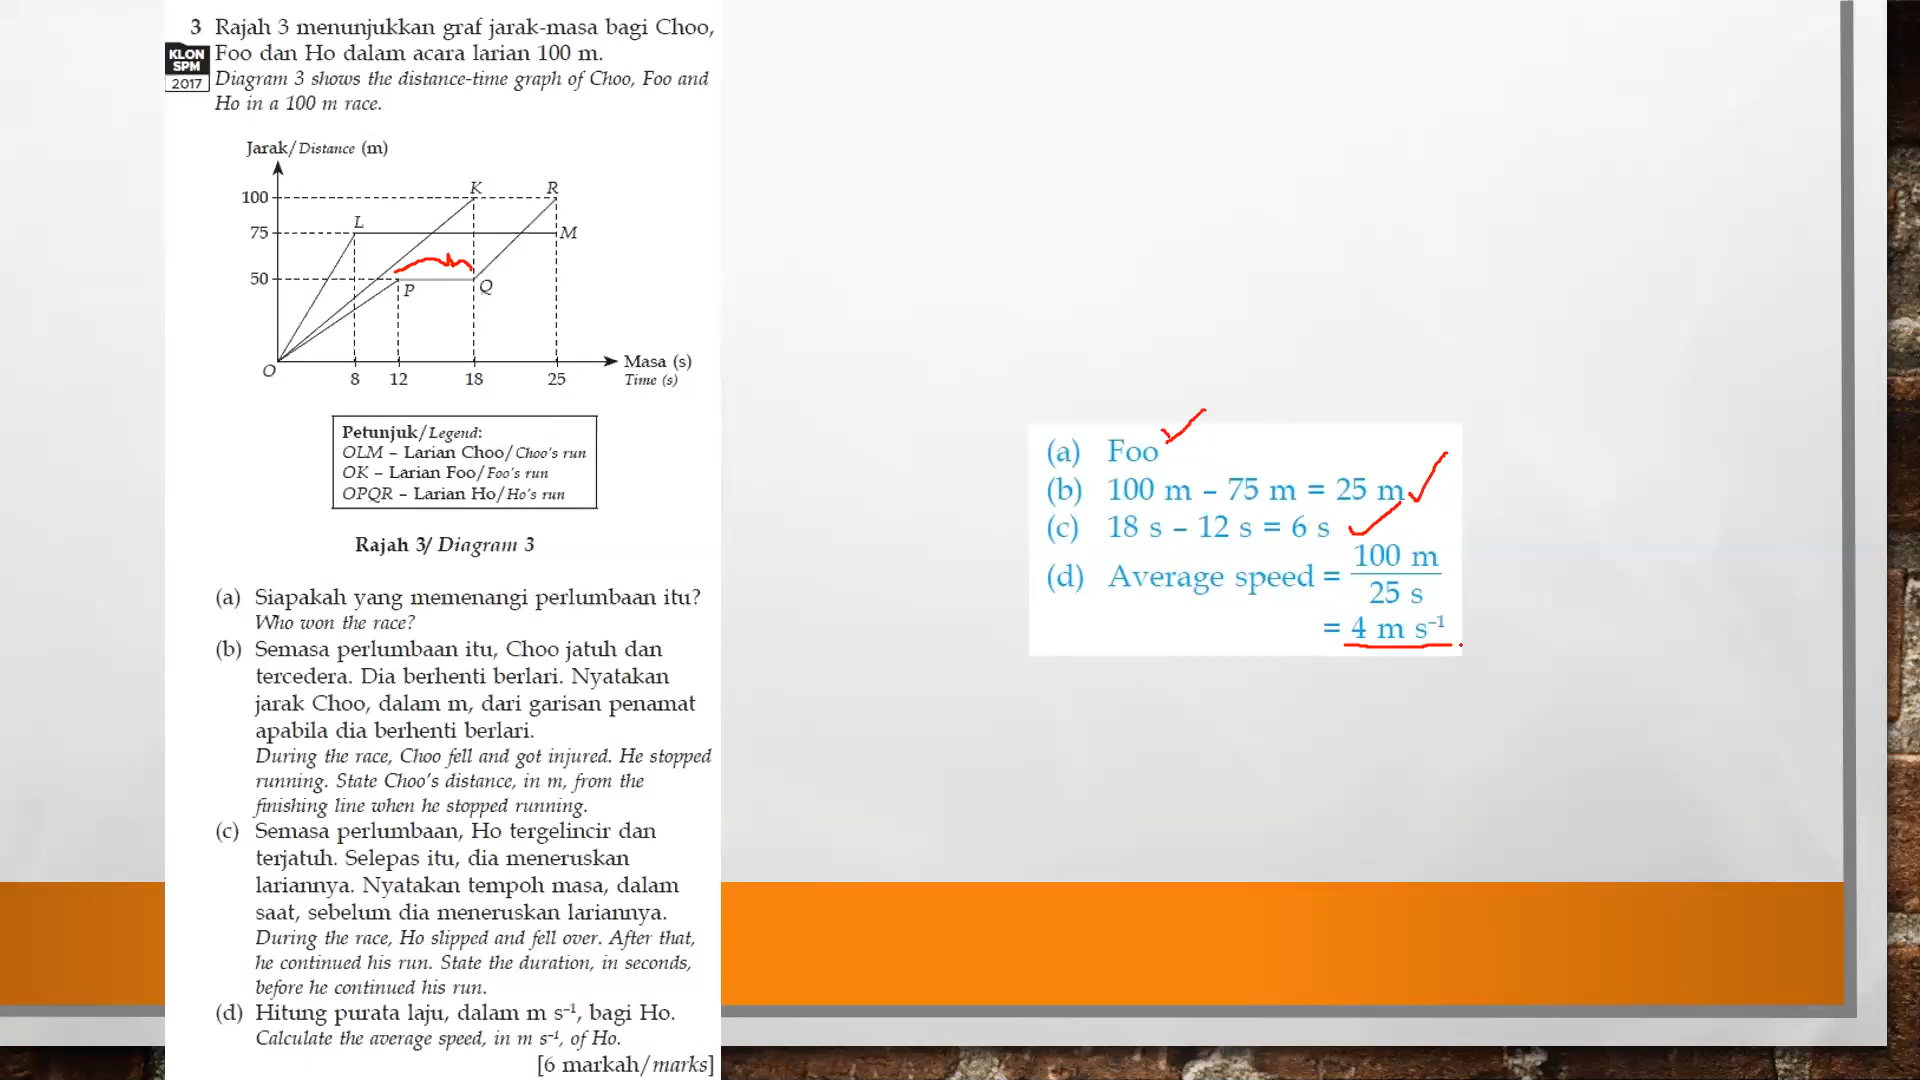 3 Rajah 3 menunjukkan graf jarak-masa bagi Choo,
KLON
SPM
2017
Foo dan Ho dalam acara larian 100 m.
Diagram 3 shows the distance-time graph of Choo, Foo and
Ho in a 100 m race.
Jarak/Distance (m)
K R
100
L
75 M
50
P Q
O
Masa (s)
8 12 18 25 Time (s)
Petunjuk/Legend:
OLM – Larian Choo/Choo's run
OK – Larian Foo/Foo's run
OPQR – Larian Ho/Ho's run
Rajah 3/ Diagram 3
(a) Siapakah yang memenangi perlumbaan itu?
Who won the race?
(b) Semasa perlumbaan itu, Choo jatuh dan
tercedera. Dia berhenti berlari. Nyatakan
jarak Choo, dalam m, dari garisan penamat
apabila dia berhenti berlari.
During the race, Choo fell and got injured. He stopped
running. State Choo's distance, in m, from the
finishing line when he stopped running.
(c) Semasa perlumbaan, Ho tergelincir dan
terjatuh. Selepas itu, dia meneruskan
lariannya. Nyatakan tempoh masa, dalam
saat, sebelum dia meneruskan lariannya.
During the race, Ho slipped and fell over. After that,
he continued his run. State the duration, in seconds,
before he continued his run.
(d) Hitung purata laju, dalam m s⁻¹, bagi Ho.
Calculate the average speed, in m s⁻¹, of Ho.
[6 markah/marks]
(a) Foo
(b) 100 m – 75 m = 25 m
(c) 18 s – 12 s = 6 s
(d) Average speed = 100 m
25 s
= 4 m s⁻¹